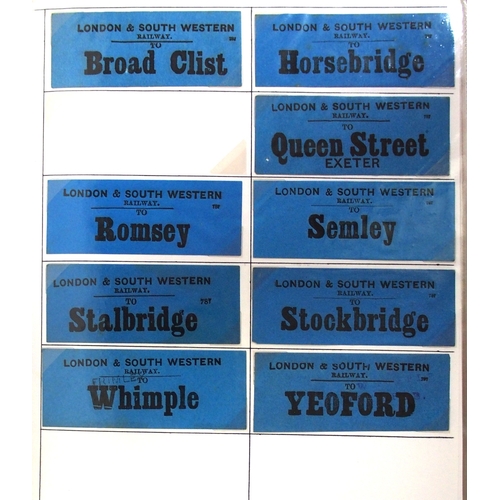 LONDON & SOUTH WESTERN
RAILWAY.
TO
Broad Clist
LONDON & SOUTH WESTERN
RAILWAY.
TO
Horsebridge
LONDON & SOUTH WESTERN
TO
Queen Street
EXETER
LONDON & SOUTH WESTERN
RAILWAY.
TO
Romsey
LONDON & SOUTH WESTERN
RAILWAY.
TO
Semley
LONDON & SOUTH WESTERN
RAILWAY.
TO 787
Stalbridge
LONDON & SOUTH WESTERN
RAILWAY.
TO
Stockbridge
LONDON & SOUTH WESTERN
RAILWAY.
TO
Whimple
LONDON & SOUTH WESTERN
RAILWAY.
TO
YEOFORD